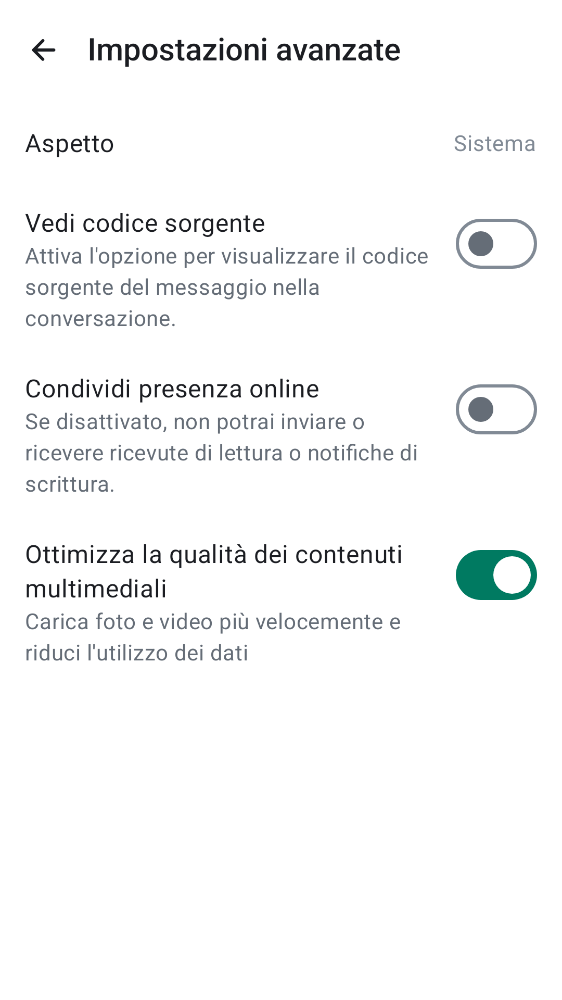 Impostazioni avanzate
Aspetto
Sistema
Vedi codice sorgente
Attiva l'opzione per visualizzare il codice
sorgente del messaggio nella
conversazione.
Condividi presenza online
Se disattivato, non potrai inviare o
ricevere ricevute di lettura o notifiche di
scrittura.
Ottimizza la qualità dei contenuti
multimediali
Carica foto e video più velocemente e
riduci l'utilizzo dei dati